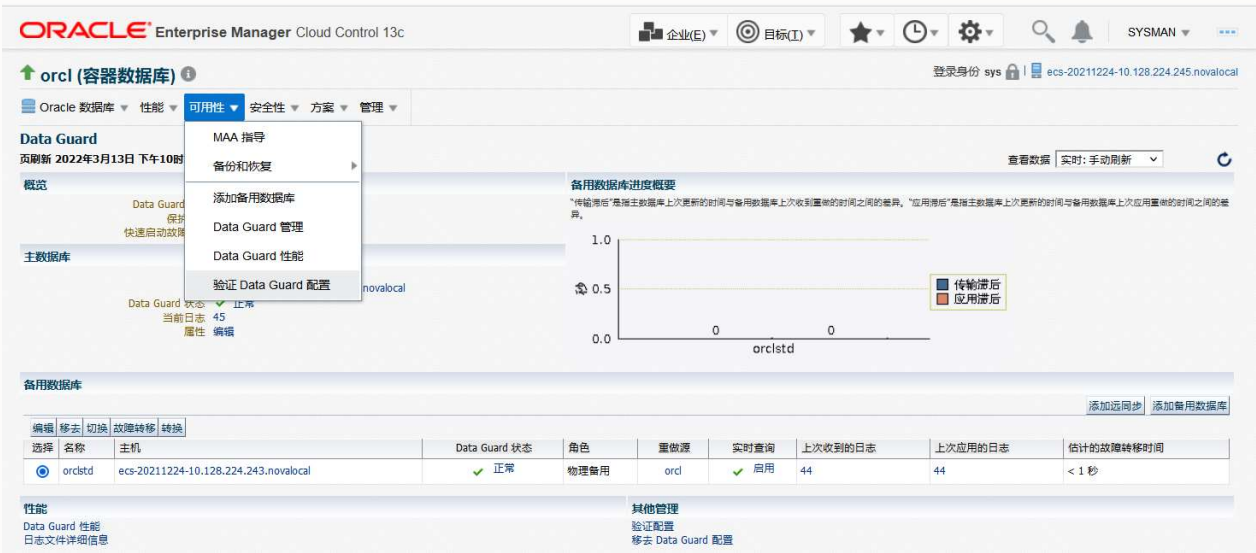 ORACLE Enterprise Manager Cloud Control 13c
企业(E)
目标(T)
SYSMAN
orcl (容器数据库)
登录身份 sys
ecs-20211224-10.128.224.245.novalocal
Oracle 数据库 性能 可用性 安全性 方案 管理
Data Guard
页刷新 2022年3月13日 下午10时
MAA 指导
备份和恢复
添加备用数据库
Data Guard 管理
Data Guard 性能
验证 Data Guard 配置
查看数据 实时: 手动刷新
概览
Data Guard
快速启动故障
主数据库
novalocal
Data Guard 状态 正常
当前日志 45
属性 编辑
备用数据库进度概要
"传输滞后"是指主数据库上次更新的时间与备用数据库上次收到重做的时间之间的差异。"应用滞后"是指主数据库上次更新的时间与备用数据库上次应用重做的时间之间的差
异。
1.0
0.5
0.0
秒
0 0
orclstd
传输滞后
应用滞后
备用数据库
添加远同步 添加备用数据库
编辑 移去 切换 故障转移 转换
选择 名称 主机 Data Guard 状态 角色 重做源 实时查询 上次收到的日志 上次应用的日志 估计的故障转移时间
orclstd ecs-20211224-10.128.224.243.novalocal 正常 物理备用 orcl 启用 44 44 < 1 秒
性能
Data Guard 性能
日志文件详细信息
其他管理
验证配置
移去 Data Guard 配置